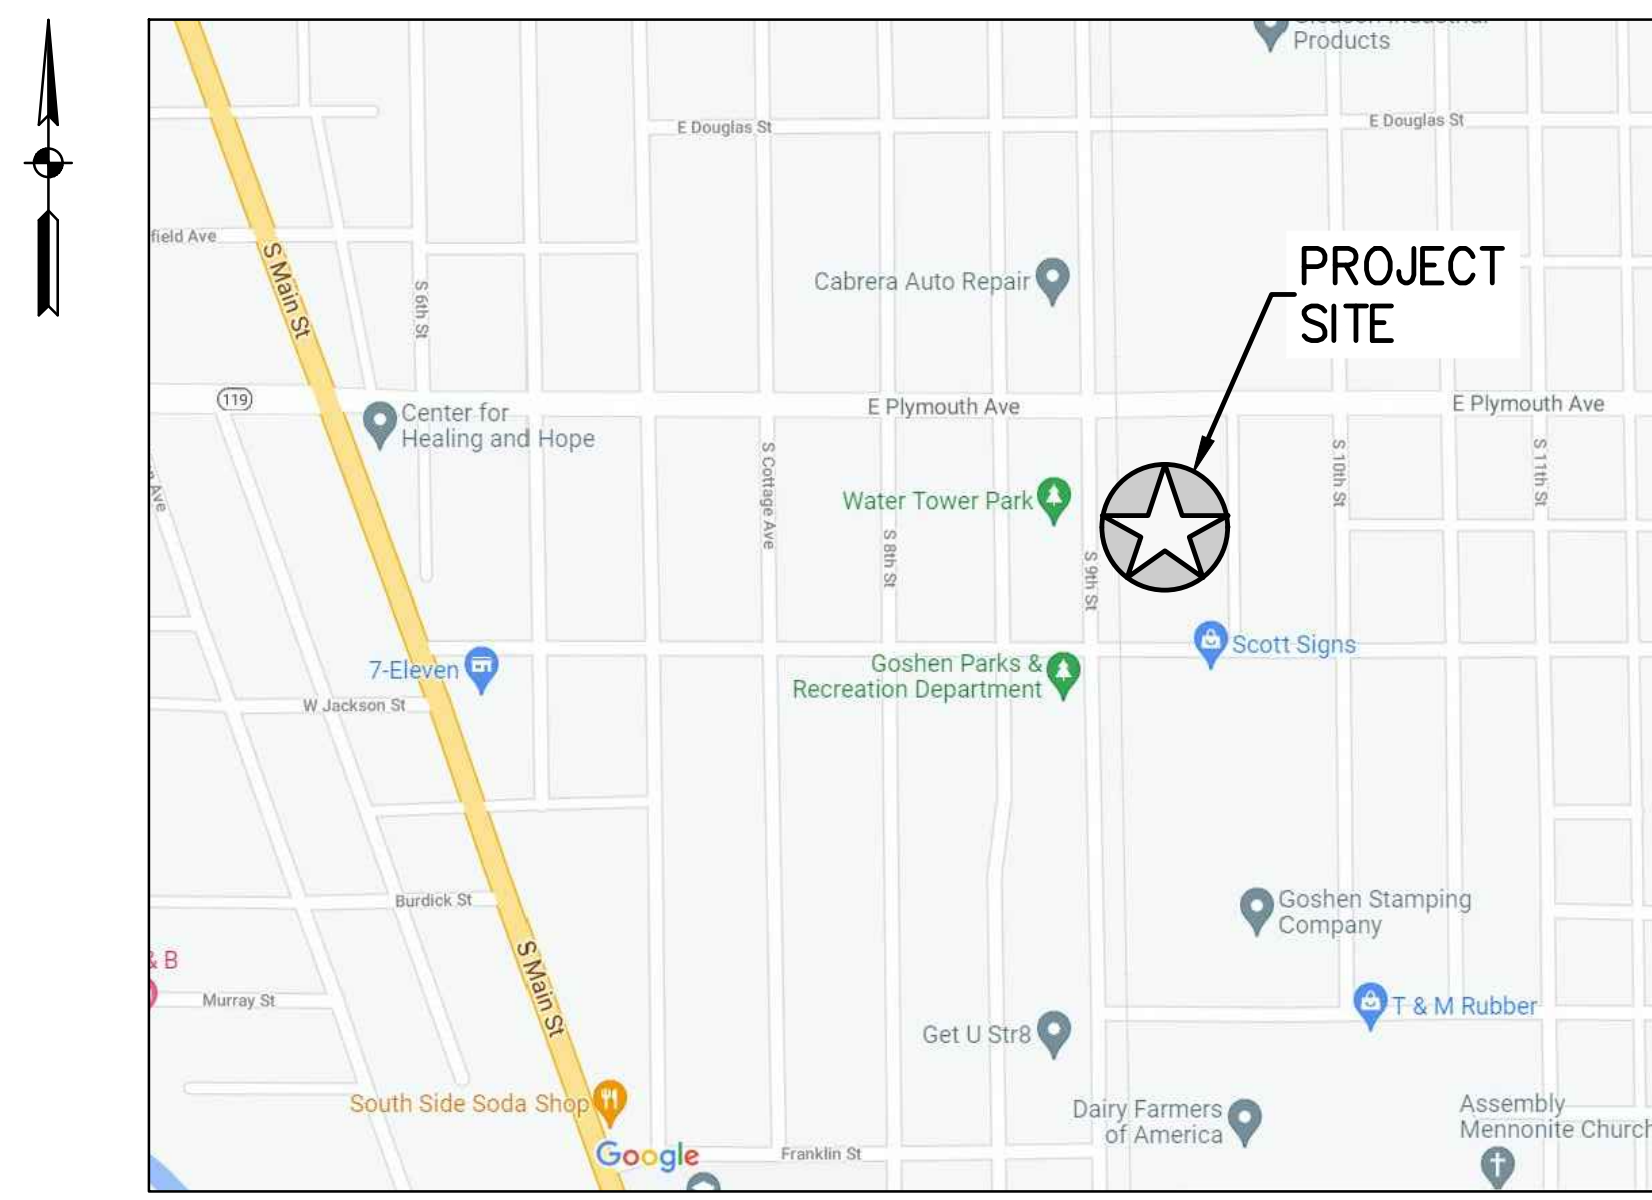 Products
E Douglas St
E Douglas St
field Ave
S Main St
S 6th St
Cabrera Auto Repair
PROJECT
SITE
119
Center for
Healing and Hope
E Plymouth Ave
E Plymouth Ave
S Cottage Ave
S 8th St
Water Tower Park
S 9th St
S 10th St
S 11th St
Ave
7-Eleven
W Jackson St
Goshen Parks &
Recreation Department
Scott Signs
Burdick St
Goshen Stamping
Company
& B
Murray St
S Main St
T & M Rubber
Get U Str8
South Side Soda Shop
Dairy Farmers
of America
Assembly
Mennonite Church
Google
Franklin St